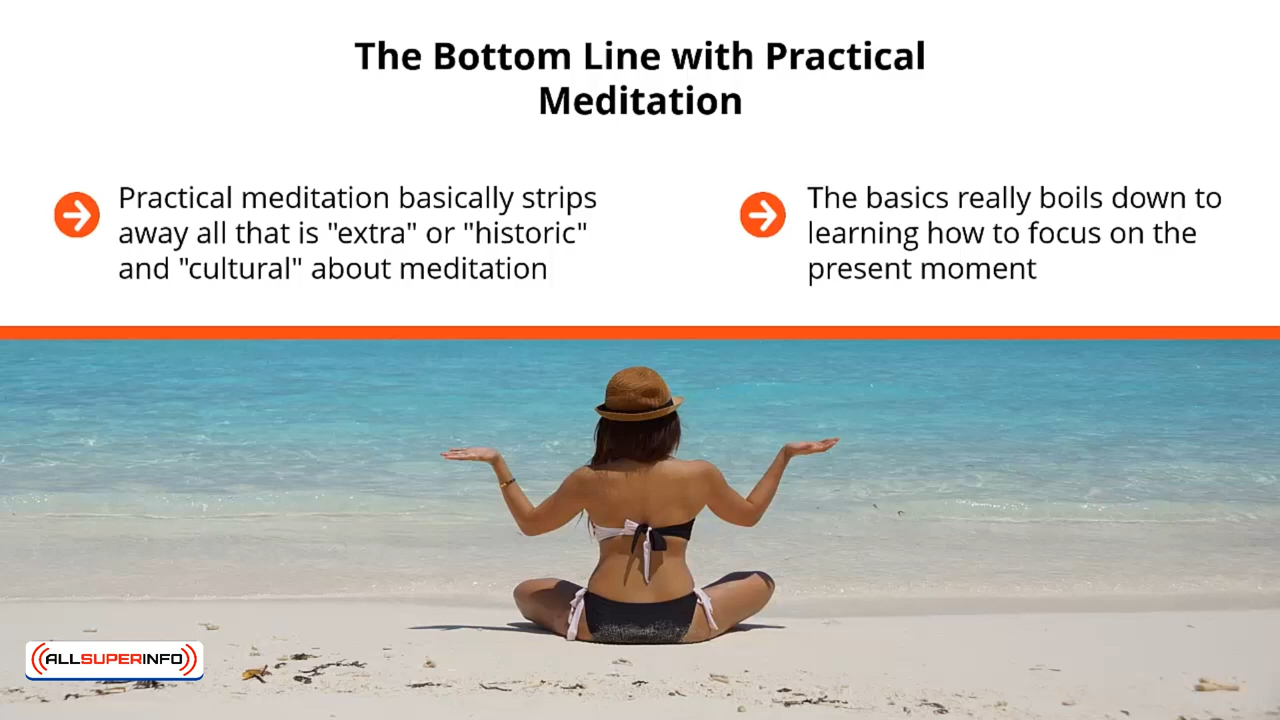 The Bottom Line with Practical
Meditation
Practical meditation basically strips
away all that is "extra" or "historic"
and "cultural" about meditation
The basics really boils down to
learning how to focus on the
present moment
ALLSUPERINFO